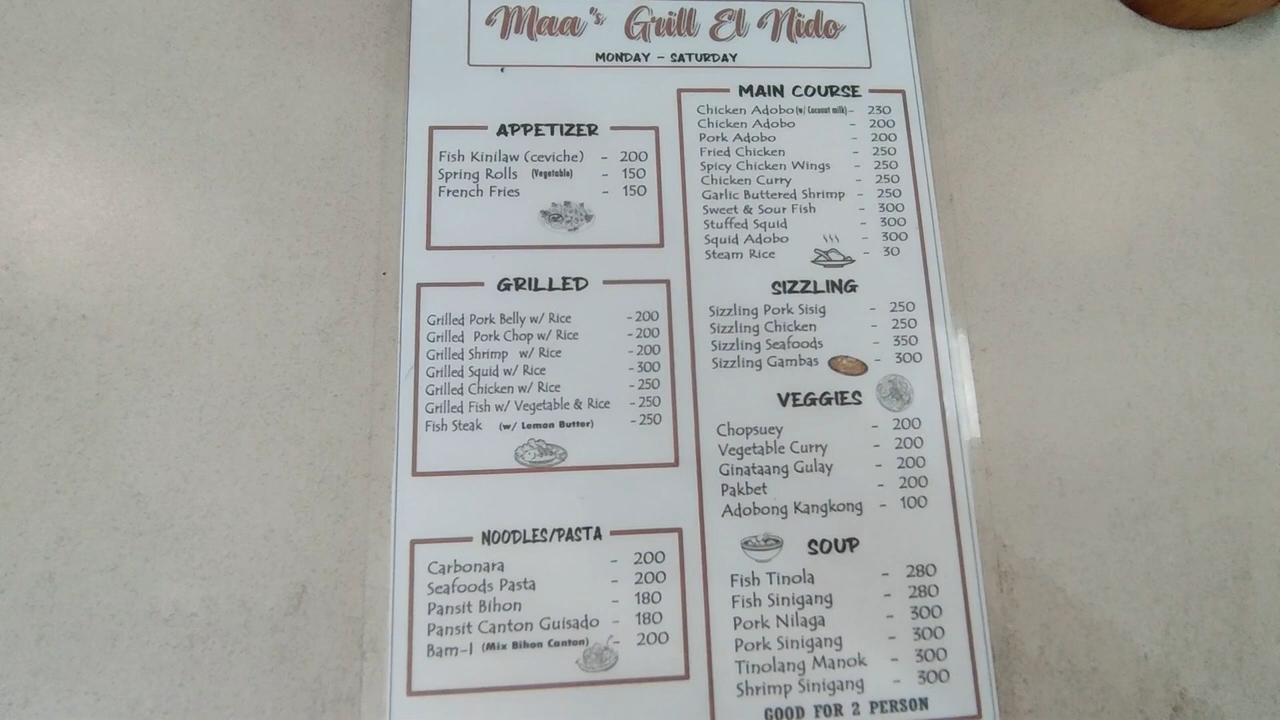 Maa's Grill El Nido
MONDAY - SATURDAY
APPETIZER
Fish Kinilaw (ceviche) - 200
Spring Rolls (Vegetable) - 150
French Fries - 150
GRILLED
Grilled Pork Belly w/ Rice - 200
Grilled Pork Chop w/ Rice - 200
Grilled Shrimp w/ Rice - 200
Grilled Squid w/ Rice - 300
Grilled Chicken w/ Rice - 250
Grilled Fish w/ Vegetable & Rice - 250
Fish Steak (w/ Lemon Butter) - 250
NOODLES/PASTA
Carbonara - 200
Seafoods Pasta - 200
Pansit Bihon - 180
Pansit Canton Guisado - 180
Bam-I (Mix Bihon Canton) - 200
MAIN COURSE
Chicken Adobo (w/ Coconut milk) - 230
Chicken Adobo - 200
Pork Adobo - 200
Fried Chicken - 250
Spicy Chicken Wings - 250
Chicken Curry - 250
Garlic Buttered Shrimp - 250
Sweet & Sour Fish - 300
Stuffed Squid - 300
Squid Adobo - 300
Steam Rice - 30
SIZZLING
Sizzling Pork Sisig - 250
Sizzling Chicken - 250
Sizzling Seafoods - 350
Sizzling Gambas - 300
VEGGIES
Chopsuey - 200
Vegetable Curry - 200
Ginataang Gulay - 200
Pakbet - 200
Adobong Kangkong - 100
SOUP
Fish Tinola - 280
Fish Sinigang - 280
Pork Nilaga - 300
Pork Sinigang - 300
Tinolang Manok - 300
Shrimp Sinigang - 300
GOOD FOR 2 PERSON